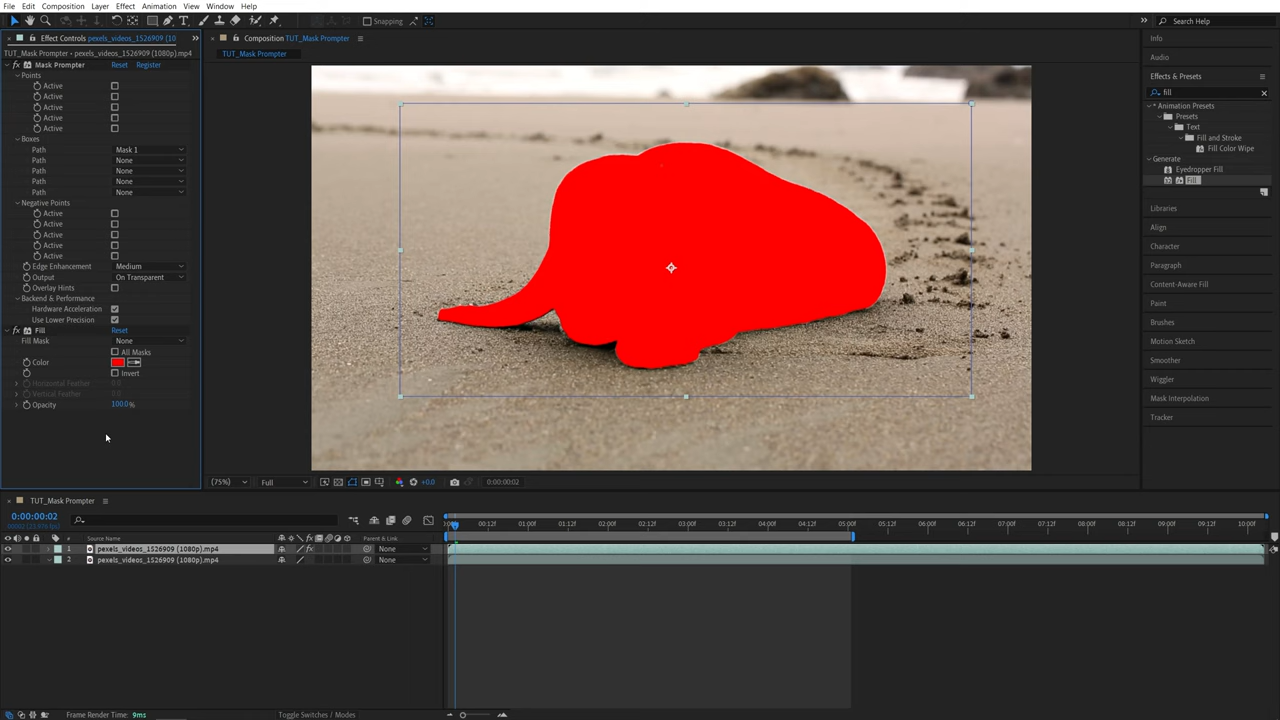 File Edit Composition Layer Effect Animation View Window Help
Snapping
Search Help
Effect Controls pexels_videos_1526909 (10
TUT_Mask Prompter • pexels_videos_1526909 (1080p).mp4
fx Mask Prompter Reset Register
Points
Active
Active
Active
Active
Active
Boxes
Path Mask 1
Path None
Path None
Path None
Path None
Negative Points
Active
Active
Active
Active
Active
Edge Enhancement Medium
Output On Transparent
Overlay Hints
Backend & Performance
Hardware Acceleration
Use Lower Precision
fx Fill Reset
Fill Mask None
All Masks
Color
Invert
Horizontal Feather 0.0
Vertical Feather 0.0
Opacity 100.0 %
Composition TUT_Mask Prompter
TUT_Mask Prompter
(75%) Full +0.0 0:00:00:02
Info
Audio
Effects & Presets
fill
* Animation Presets
Presets
Text
Fill and Stroke
Fill Color Wipe
Generate
Eyedropper Fill
Fill
Libraries
Align
Character
Paragraph
Content-Aware Fill
Paint
Brushes
Motion Sketch
Smoother
Wiggler
Mask Interpolation
Tracker
TUT_Mask Prompter
0:00:00:02
# Source Name Parent & Link
1 pexels_videos_1526909 (1080p).mp4 fx None
2 pexels_videos_1526909 (1080p).mp4 None
00:12f 01:00f 01:12f 02:00f 02:12f 03:00f 03:12f 04:00f 04:12f 05:00f 05:12f 06:00f 06:12f 07:00f 07:12f 08:00f 08:12f 09:00f 09:12f 10:00f
Frame Render Time: 9ms
Toggle Switches / Modes